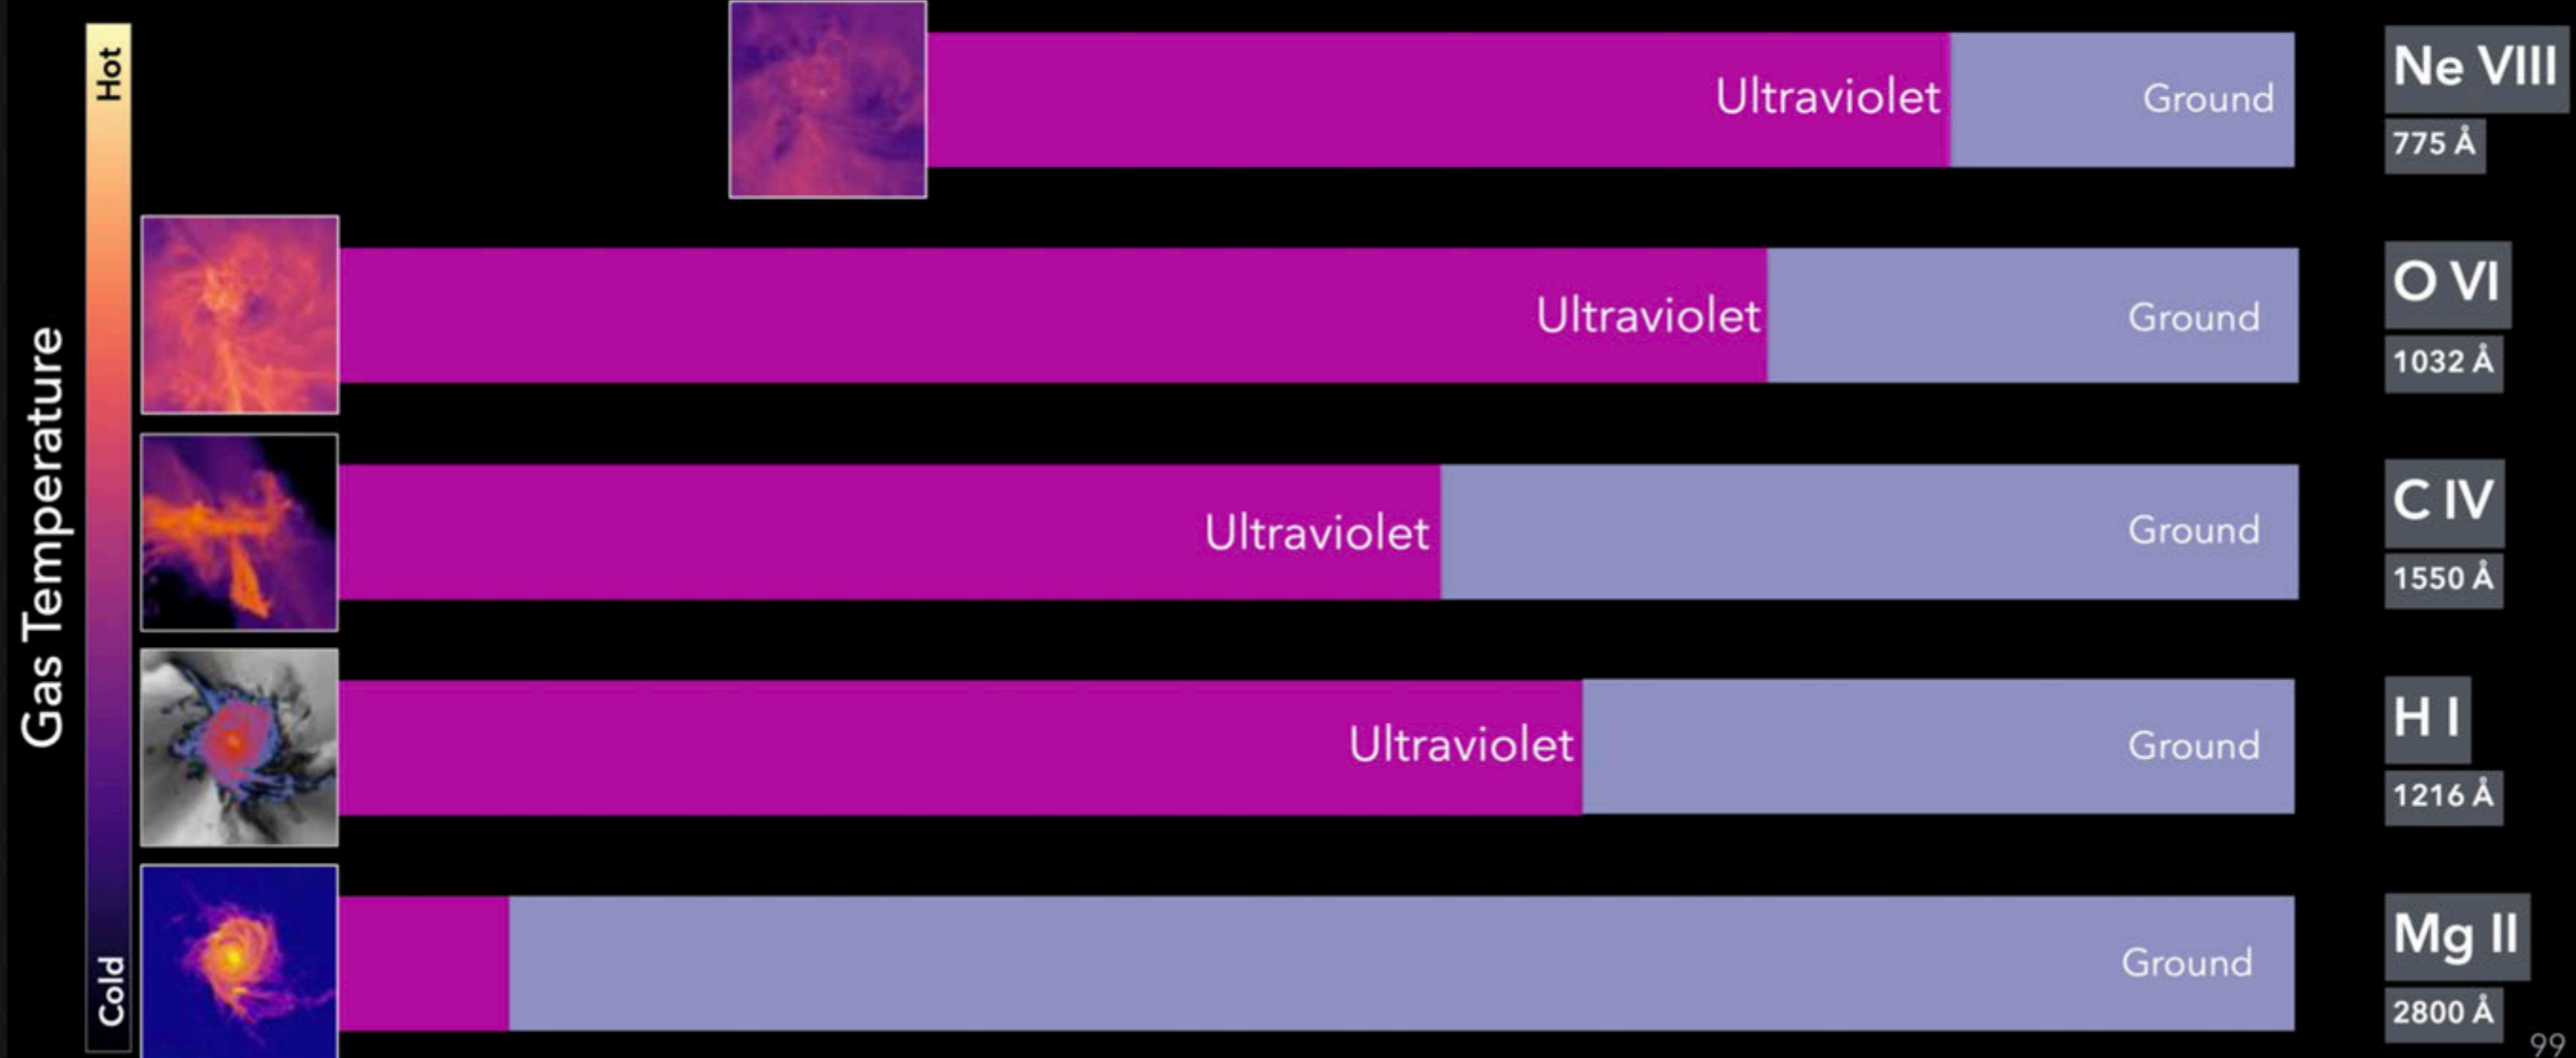 Gas Temperature
Hot
Cold
Ultraviolet
Ground
Ne VIII
775 Å
Ultraviolet
Ground
O VI
1032 Å
Ultraviolet
Ground
C IV
1550 Å
Ultraviolet
Ground
H I
1216 Å
Ground
Mg II
2800 Å
99